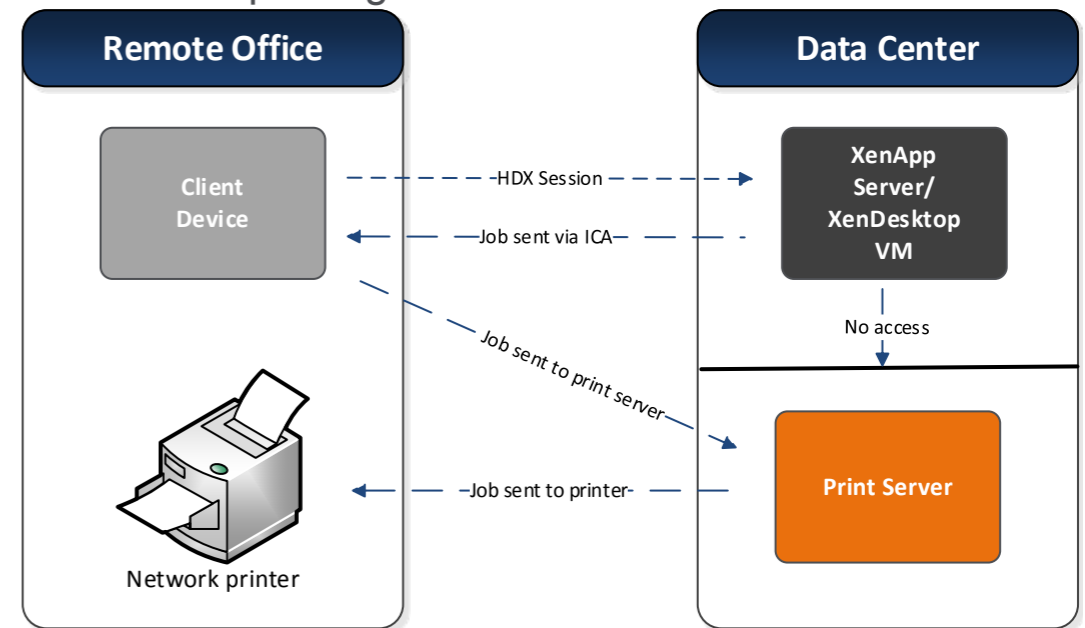 Remote Office
Data Center
Client
Device
HDX Session
XenApp
Server/
XenDesktop
VM
Job sent via ICA
No access
Job sent to print server
Job sent to printer
Print Server
Network printer